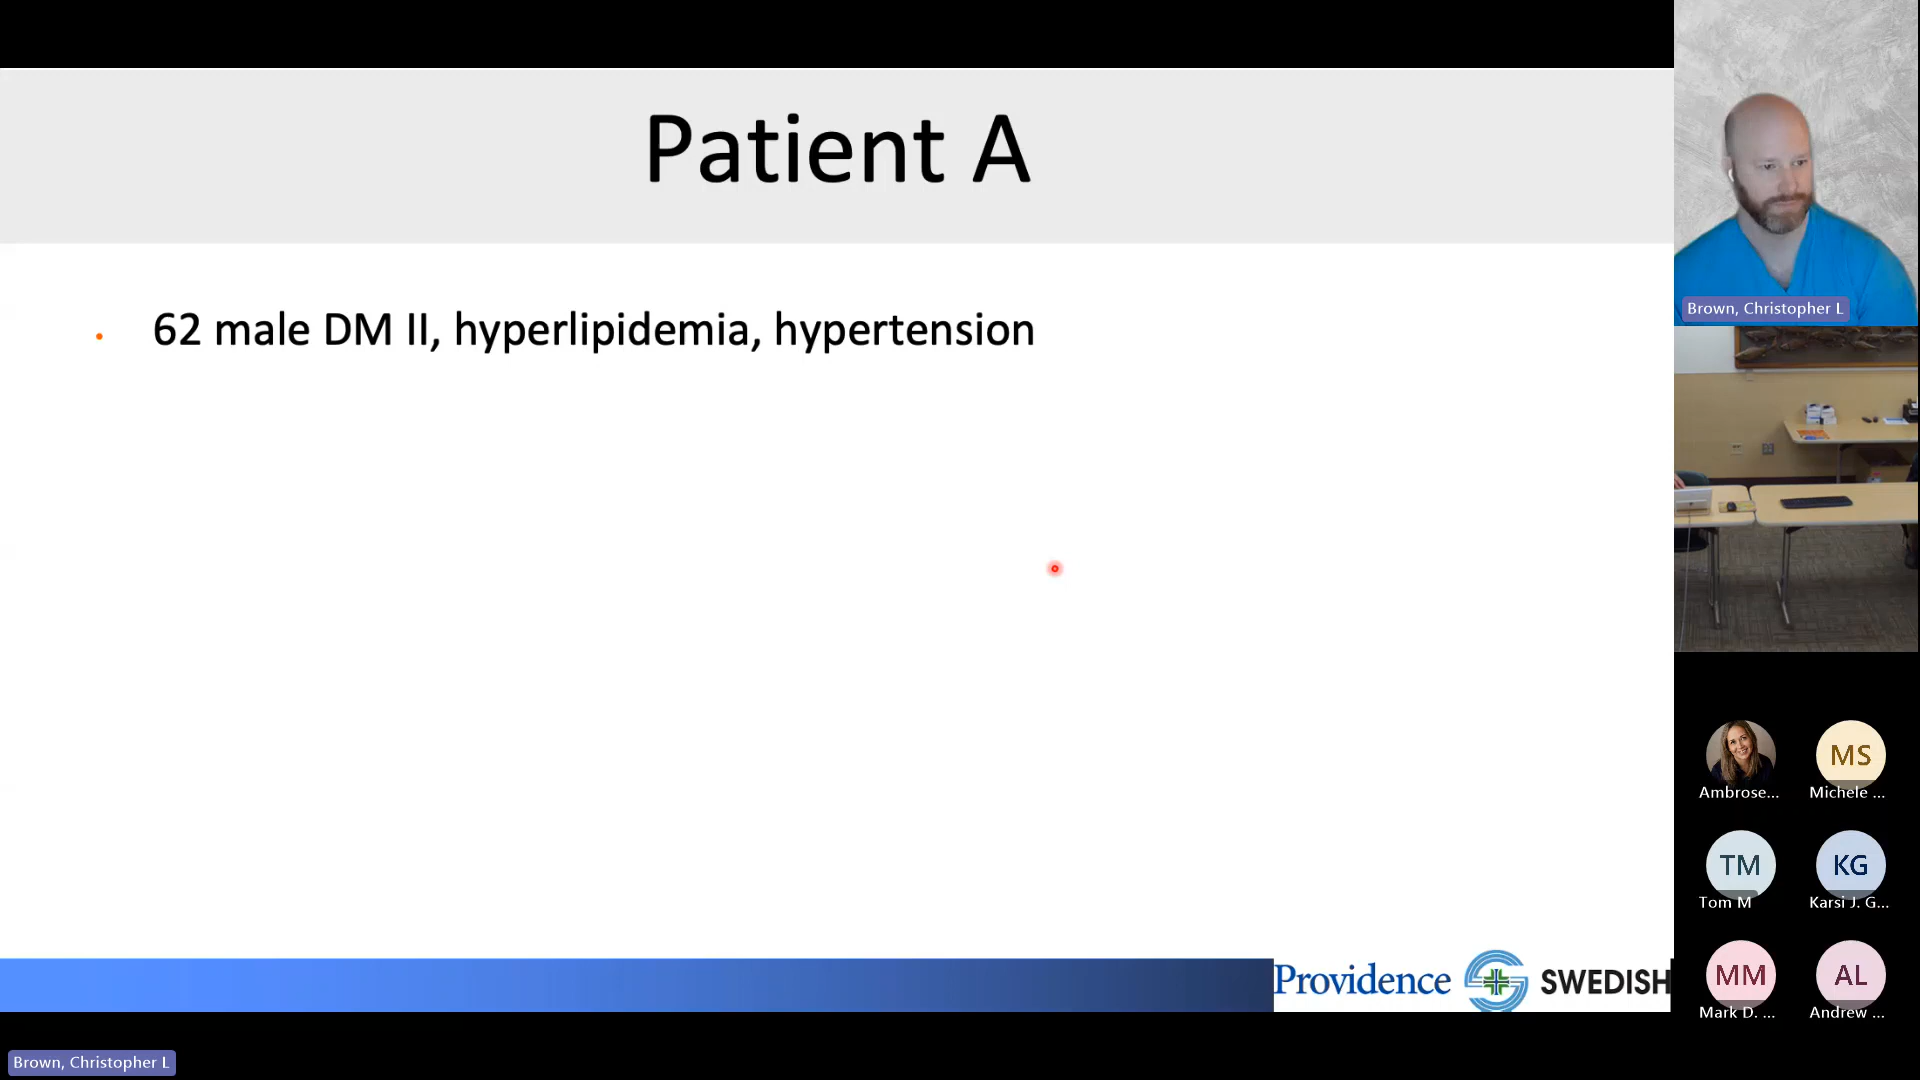 Patient A
• 62 male DM II, hyperlipidemia, hypertension
Providence SWEDISH
Brown, Christopher L
Brown, Christopher L
Ambrose...
MS
Michele ...
TM
Tom M
KG
Karsi J. G...
MM
Mark D. ...
AL
Andrew ...